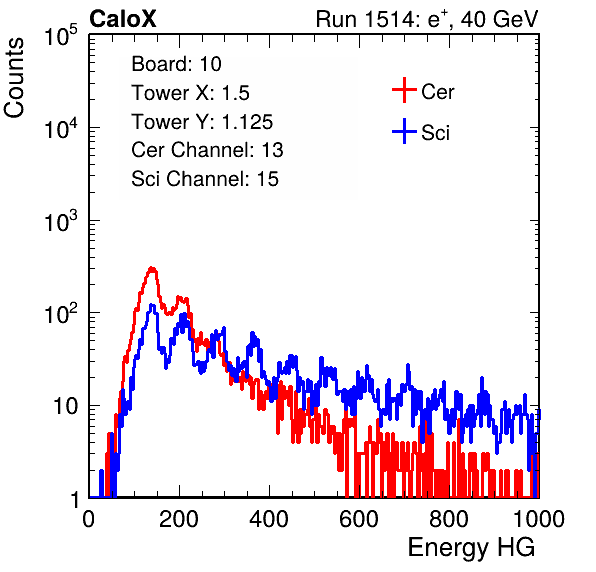 CaloX Run 1514: e+, 40 GeV
Counts
Board: 10
Tower X: 1.5
Tower Y: 1.125
Cer Channel: 13
Sci Channel: 15
Cer
Sci
10^5
10^4
10^3
10^2
10
1
0 200 400 600 800 1000
Energy HG